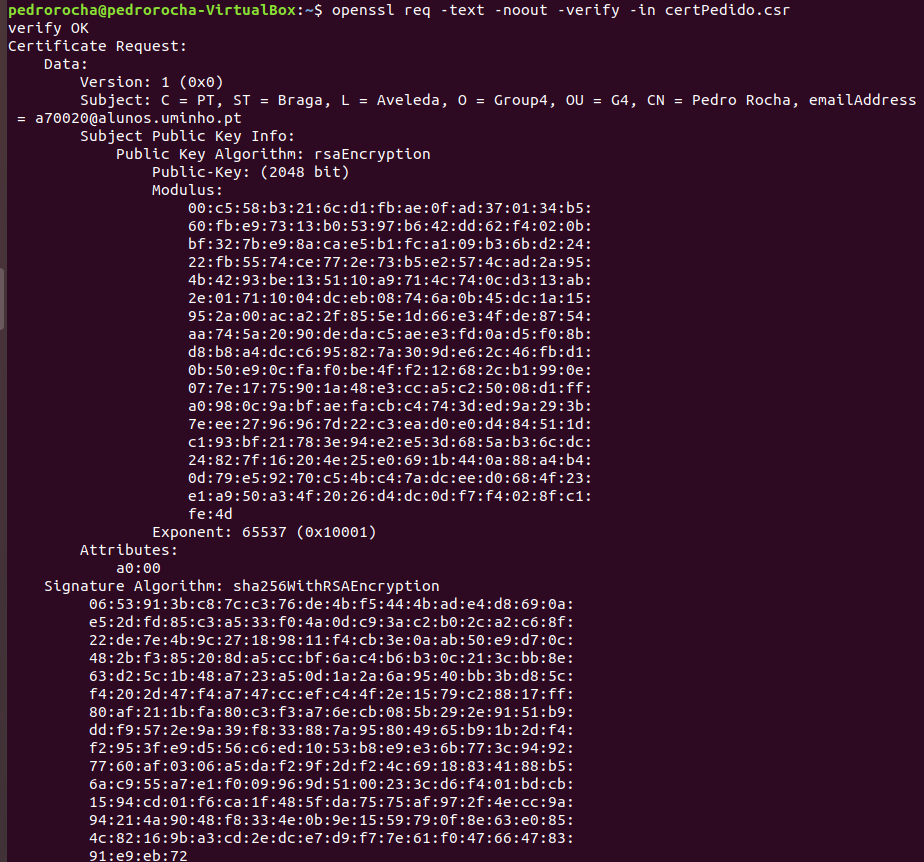 pedrorocha@pedrorocha-VirtualBox:~$ openssl req -text -noout -verify -in certPedido.csr
verify OK
Certificate Request:
Data:
Version: 1 (0x0)
Subject: C = PT, ST = Braga, L = Aveleda, O = Group4, OU = G4, CN = Pedro Rocha, emailAddress
= a70020@alunos.uminho.pt
Subject Public Key Info:
Public Key Algorithm: rsaEncryption
Public-Key: (2048 bit)
Modulus:
00:c5:58:b3:21:6c:d1:fb:ae:0f:ad:37:01:34:b5:
60:fb:e9:73:13:b0:53:97:b6:42:dd:62:f4:02:0b:
bf:32:7b:e9:8a:ca:e5:b1:fc:a1:09:b3:6b:d2:24:
22:fb:55:74:ce:77:2e:73:b5:e2:57:4c:ad:2a:95:
4b:42:93:be:13:51:10:a9:71:4c:74:0c:d3:13:ab:
2e:01:71:10:04:dc:eb:08:74:6a:0b:45:dc:1a:15:
95:2a:00:ac:a2:2f:85:5e:1d:66:e3:4f:de:87:54:
aa:74:5a:20:90:de:da:c5:ae:e3:fd:0a:d5:f0:8b:
d8:b8:a4:dc:c6:95:82:7a:30:9d:e6:2c:46:fb:d1:
0b:50:e9:0c:fa:f0:be:4f:f2:12:68:2c:b1:99:0e:
07:7e:17:75:90:1a:48:e3:cc:a5:c2:50:08:d1:ff:
a0:98:0c:9a:bf:ae:fa:cb:c4:74:3d:ed:9a:29:3b:
7e:ee:27:96:96:7d:22:c3:ea:d0:e0:d4:84:51:1d:
c1:93:bf:21:78:3e:94:e2:e5:3d:68:5a:b3:6c:dc:
24:82:7f:16:20:4e:25:e0:69:1b:44:0a:88:a4:b4:
0d:79:e5:92:70:c5:4b:c4:7a:dc:ee:d0:68:4f:23:
e1:a9:50:a3:4f:20:26:d4:dc:0d:f7:f4:02:8f:c1:
fe:4d
Exponent: 65537 (0x10001)
Attributes:
a0:00
Signature Algorithm: sha256WithRSAEncryption
06:53:91:3b:c8:7c:c3:76:de:4b:f5:44:4b:ad:e4:d8:69:0a:
e5:2d:fd:85:c3:a5:33:f0:4a:0d:c9:3a:c2:b0:2c:a2:c6:8f:
22:de:7e:4b:9c:27:18:98:11:f4:cb:3e:0a:ab:50:e9:d7:0c:
48:2b:f3:85:20:8d:a5:cc:bf:6a:c4:b6:b3:0c:21:3c:bb:8e:
63:d2:5c:1b:48:a7:23:a5:0d:1a:2a:6a:95:40:bb:3b:d8:5c:
f4:20:2d:47:f4:a7:47:cc:ef:c4:4f:2e:15:79:c2:88:17:ff:
80:af:21:1b:fa:80:c3:f3:a7:6e:cb:08:5b:29:2e:91:51:b9:
dd:f9:57:2e:9a:39:f8:33:88:7a:95:80:49:65:b9:1b:2d:f4:
f2:95:3f:e9:d5:56:c6:ed:10:53:b8:e9:e3:6b:77:3c:94:92:
77:60:af:03:06:a5:da:f2:9f:2d:f2:4c:69:18:83:41:88:b5:
6a:c9:55:a7:e1:f0:09:96:9d:51:00:23:3c:d6:f4:01:bd:cb:
15:94:cd:01:f6:ca:1f:48:5f:da:75:75:af:97:2f:4e:cc:9a:
94:21:4a:90:48:f8:33:4e:0b:9e:15:59:79:0f:8e:63:e0:85:
4c:82:16:9b:a3:cd:2e:dc:e7:d9:f7:7e:61:f0:47:66:47:83:
91:e9:eb:72